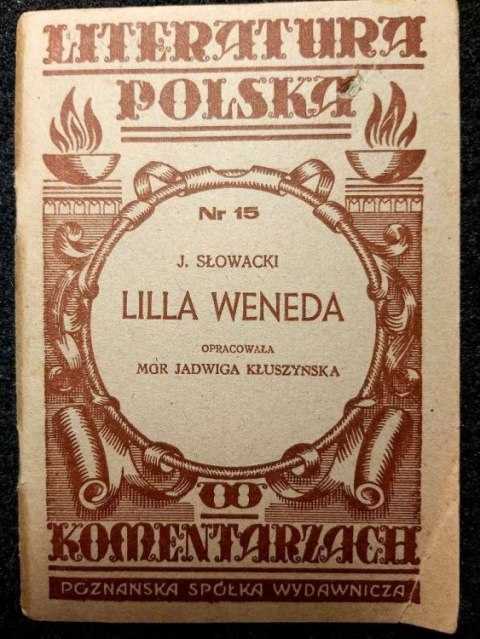 LITERATURA
POLSKA
Nr 15
J. SŁOWACKI
LILLA WENEDA
OPRACOWAŁA
MGR JADWIGA KŁUSZYŃSKA
W
KOMENTARZACH
POZNAŃSKA SPÓŁKA WYDAWNICZA